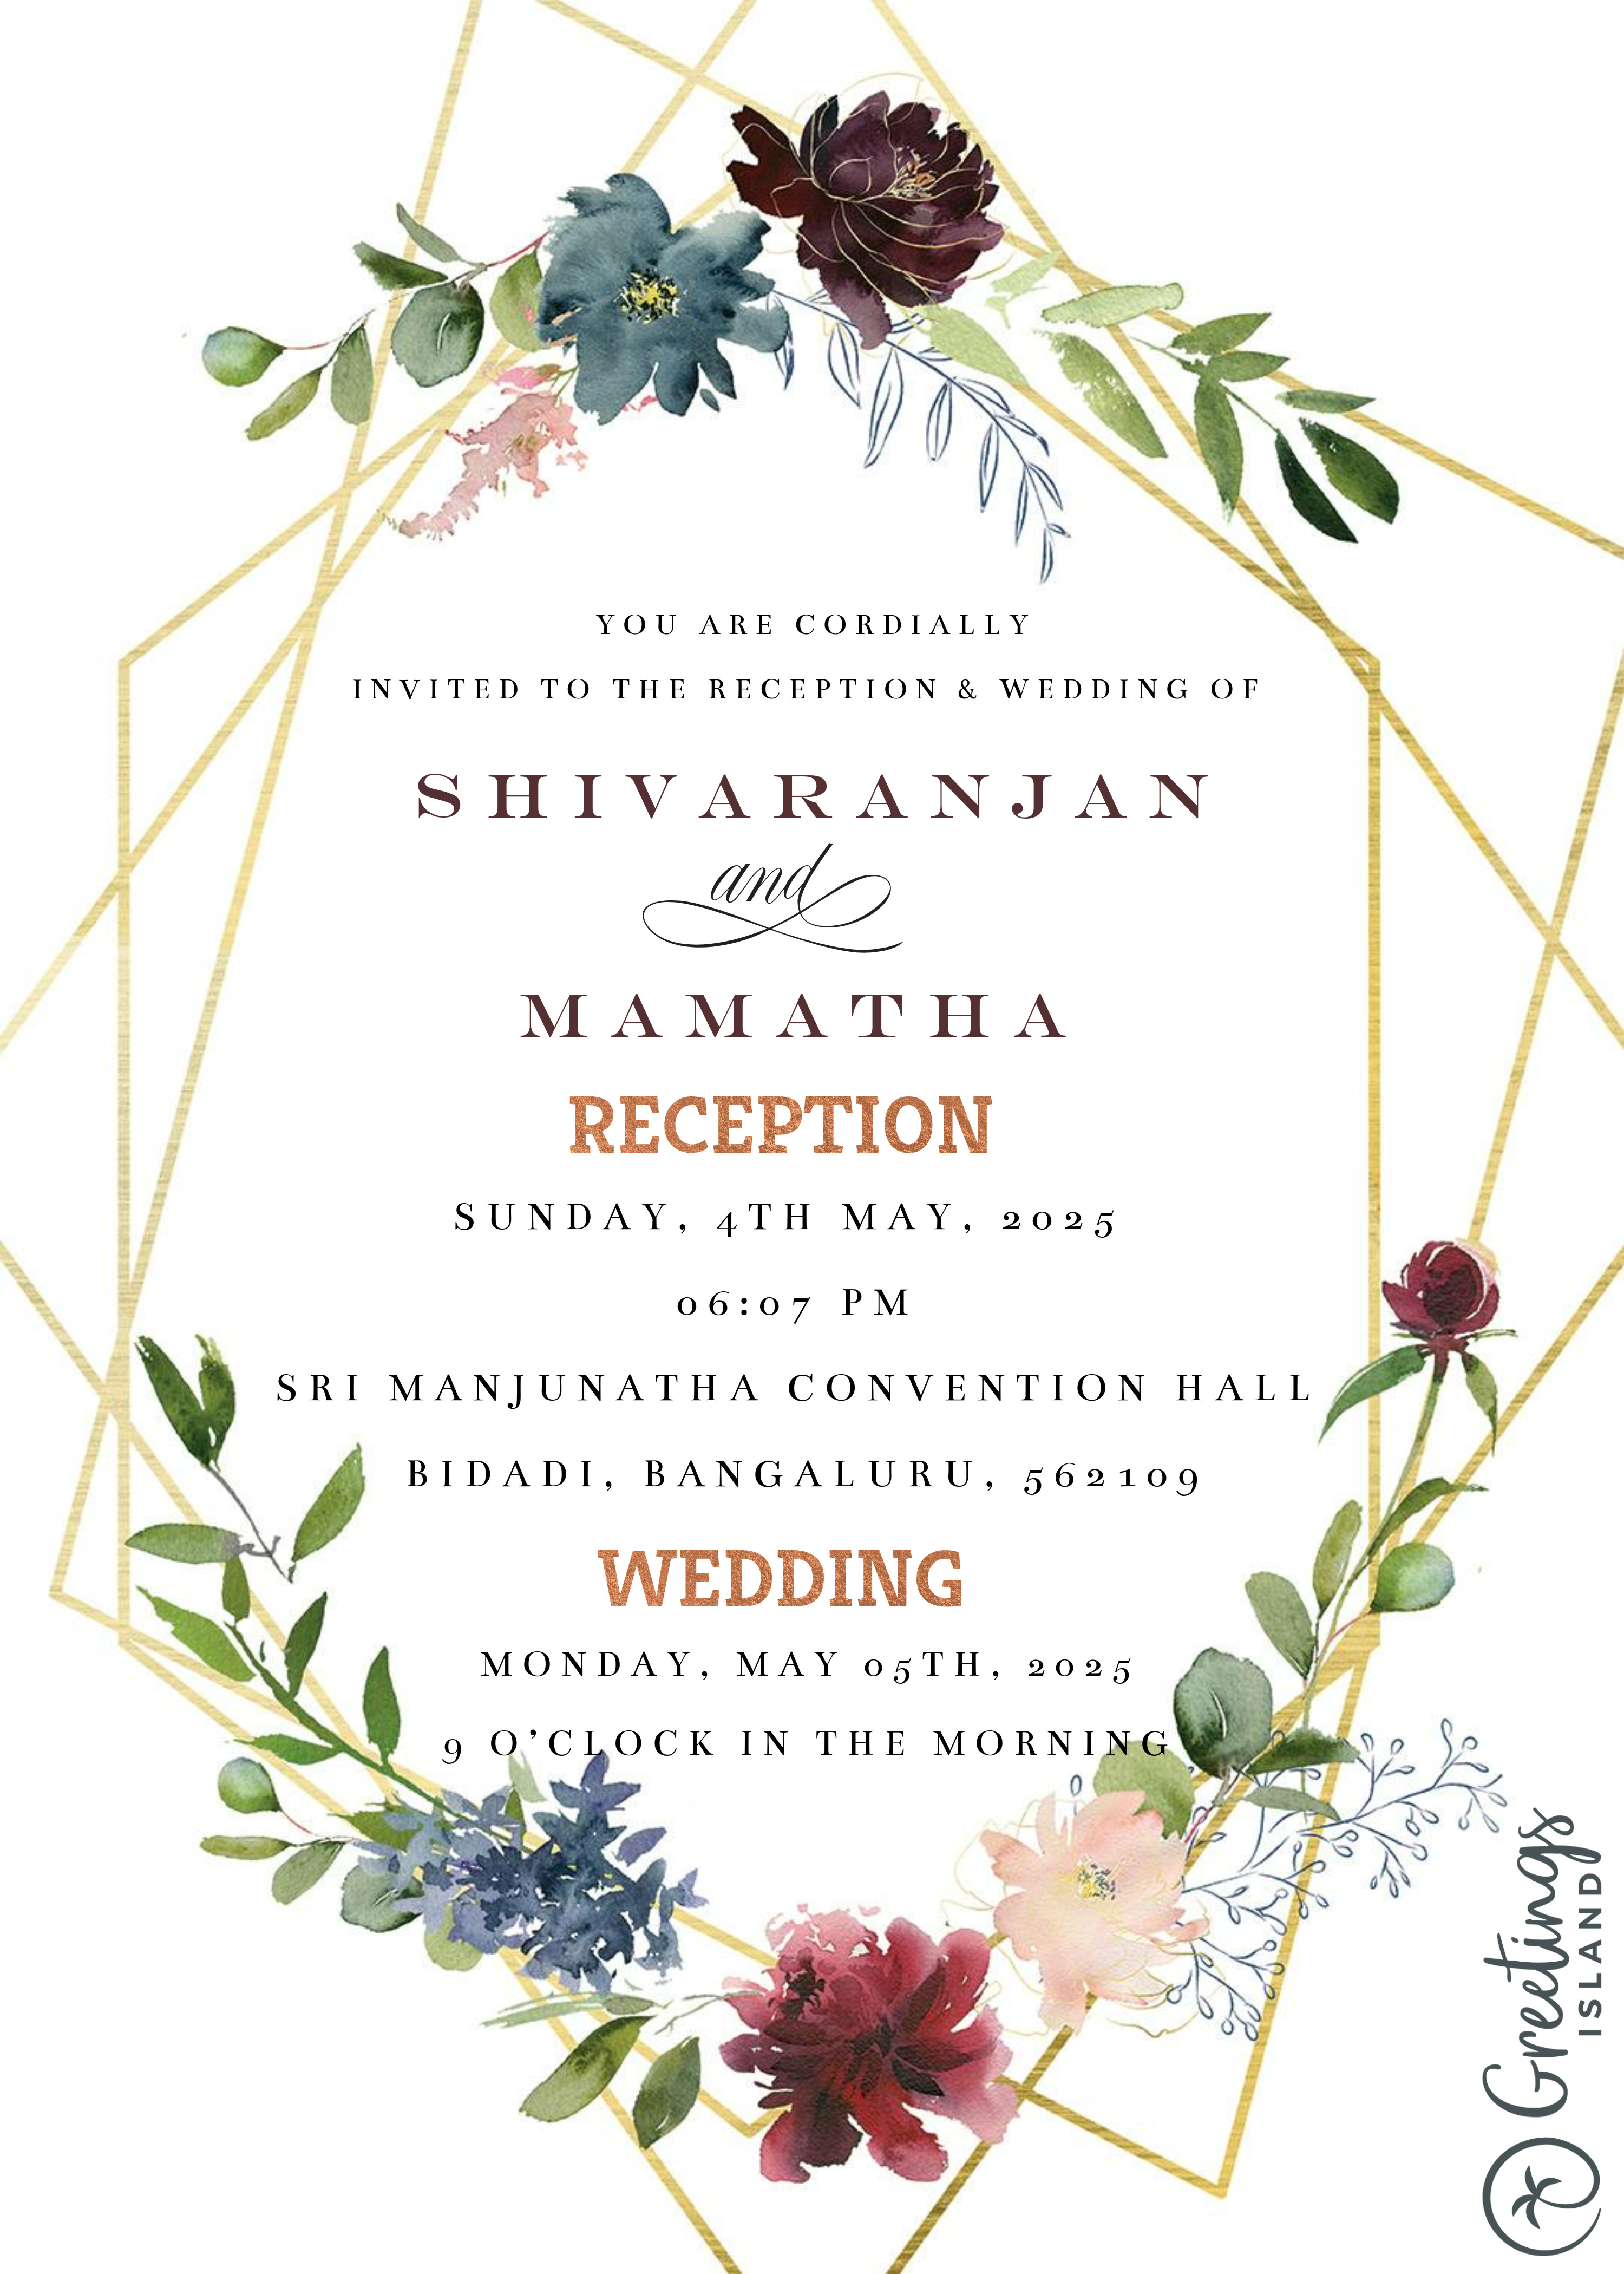 YOU ARE CORDIALLY
INVITED TO THE RECEPTION & WEDDING OF
SHIVARANJAN
and
MAMATHA
RECEPTION
SUNDAY, 4TH MAY, 2025
06:07 PM
SRI MANJUNATHA CONVENTION HALL
BIDADI, BANGALURU, 562109
WEDDING
MONDAY, MAY 05TH, 2025
9 O'CLOCK IN THE MORNING
Greetings
ISLAND